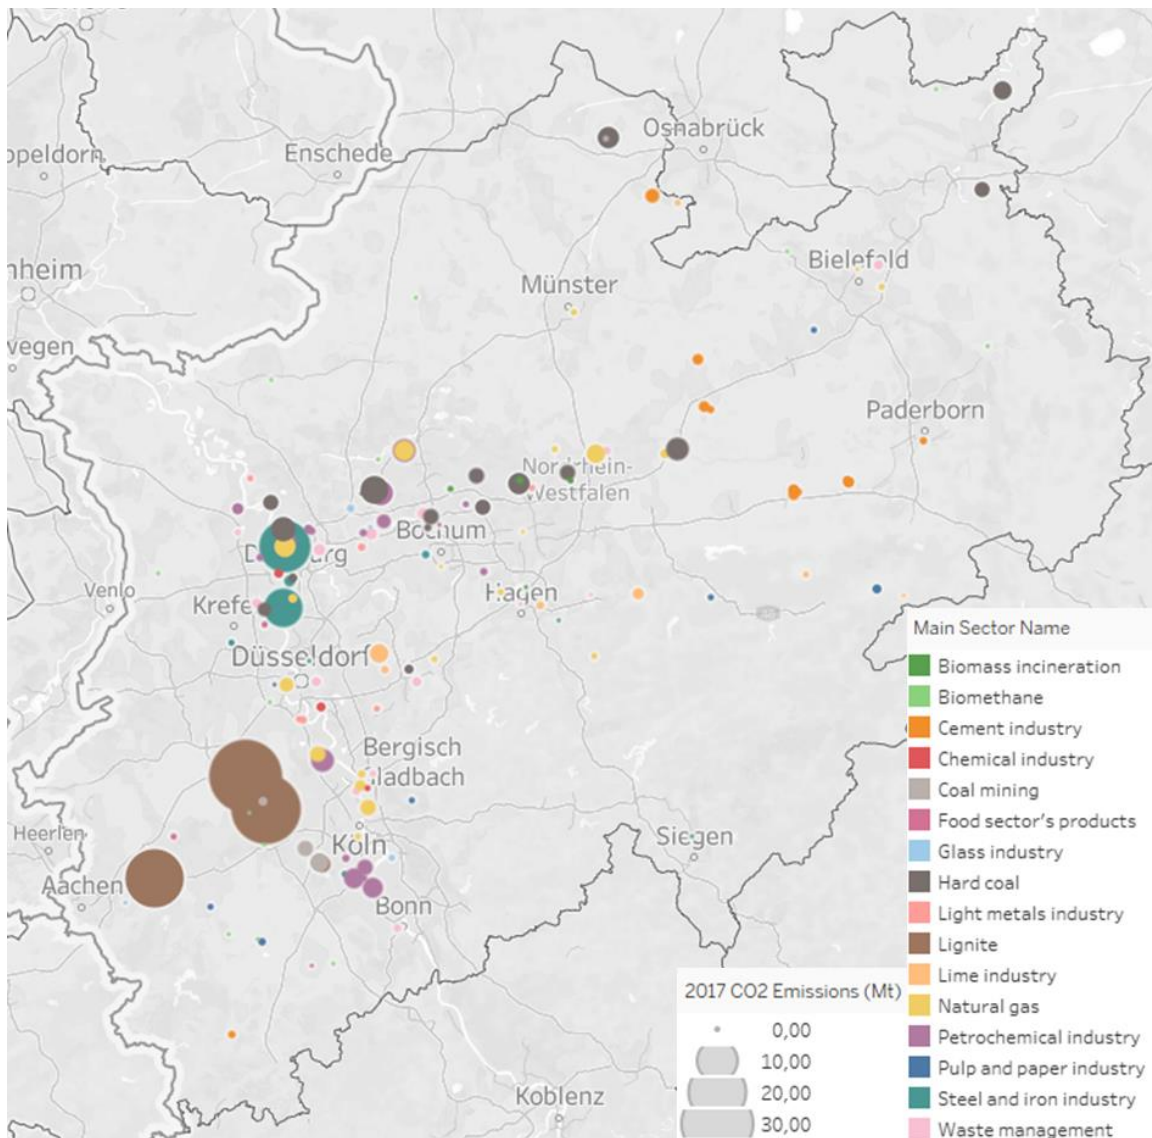 Osnabrück
ppeldorn
Enschede
Bielefeld
nheim
Münster
wegen
Paderborn
Nordrhein-
Westfalen
Bochum
Venlo
Krefe
Hagen
Düsseldorf
Bergisch
lladbach
Heerlen
Köln
Siegen
Aachen
Bonn
Koblenz
Main Sector Name
Biomass incineration
Biomethane
Cement industry
Chemical industry
Coal mining
Food sector's products
Glass industry
Hard coal
Light metals industry
Lignite
Lime industry
Natural gas
Petrochemical industry
Pulp and paper industry
Steel and iron industry
Waste management
2017 CO2 Emissions (Mt)
0,00
10,00
20,00
30,00